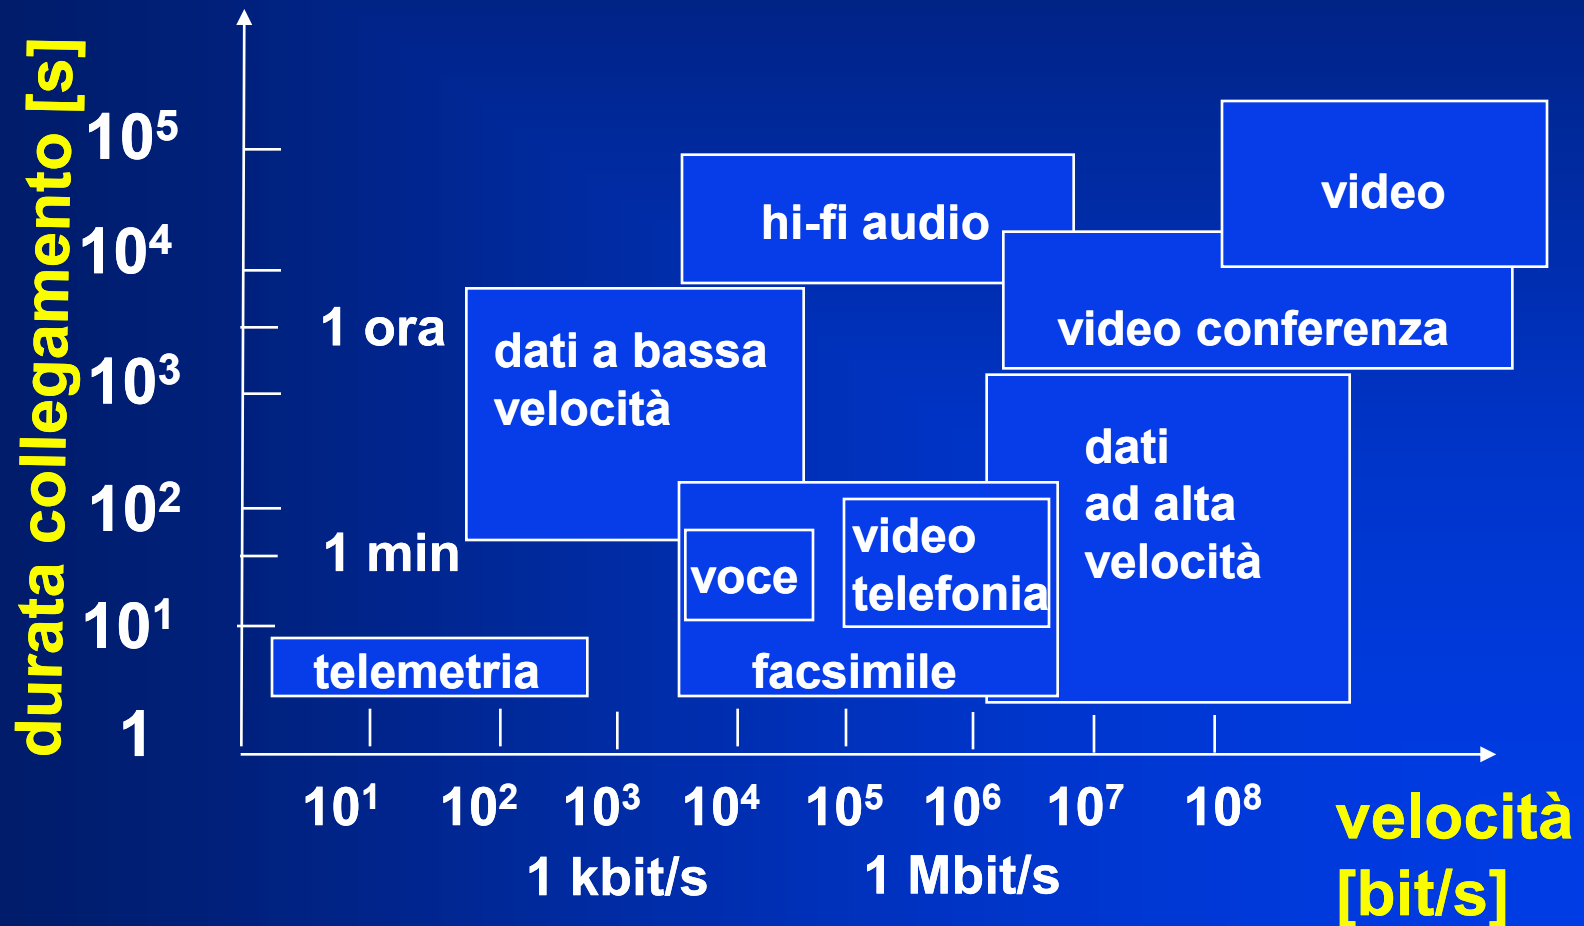 durata collegamento [s]
10⁵
10⁴
1 ora
10³
10²
1 min
10¹
1
hi-fi audio
video
dati a bassa
velocità
video conferenza
dati
ad alta
velocità
voce
video
telefonia
telemetria
facsimile
10¹ 10² 10³ 10⁴ 10⁵ 10⁶ 10⁷ 10⁸
1 kbit/s 1 Mbit/s
velocità
[bit/s]